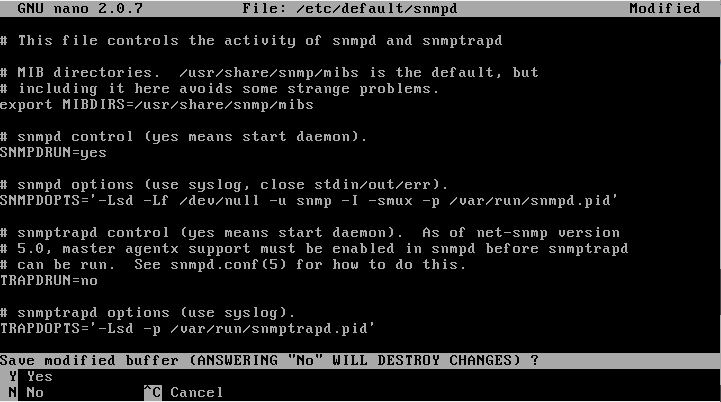 GNU nano 2.0.7 File: /etc/default/snmpd Modified
# This file controls the activity of snmpd and snmptrapd
# MIB directories.  /usr/share/snmp/mibs is the default, but
# including it here avoids some strange problems.
export MIBDIRS=/usr/share/snmp/mibs
# snmpd control (yes means start daemon).
SNMPDRUN=yes
# snmpd options (use syslog, close stdin/out/err).
SNMPDOPTS='-Lsd -Lf /dev/null -u snmp -I -smux -p /var/run/snmpd.pid'
# snmptrapd control (yes means start daemon).  As of net-snmp version
# 5.0, master agentx support must be enabled in snmpd before snmptrapd
# can be run.  See snmpd.conf(5) for how to do this.
TRAPDRUN=no
# snmptrapd options (use syslog).
TRAPDOPTS='-Lsd -p /var/run/snmptrapd.pid'
Save modified buffer (ANSWERING "No" WILL DESTROY CHANGES) ?
Y Yes
N No ^C Cancel